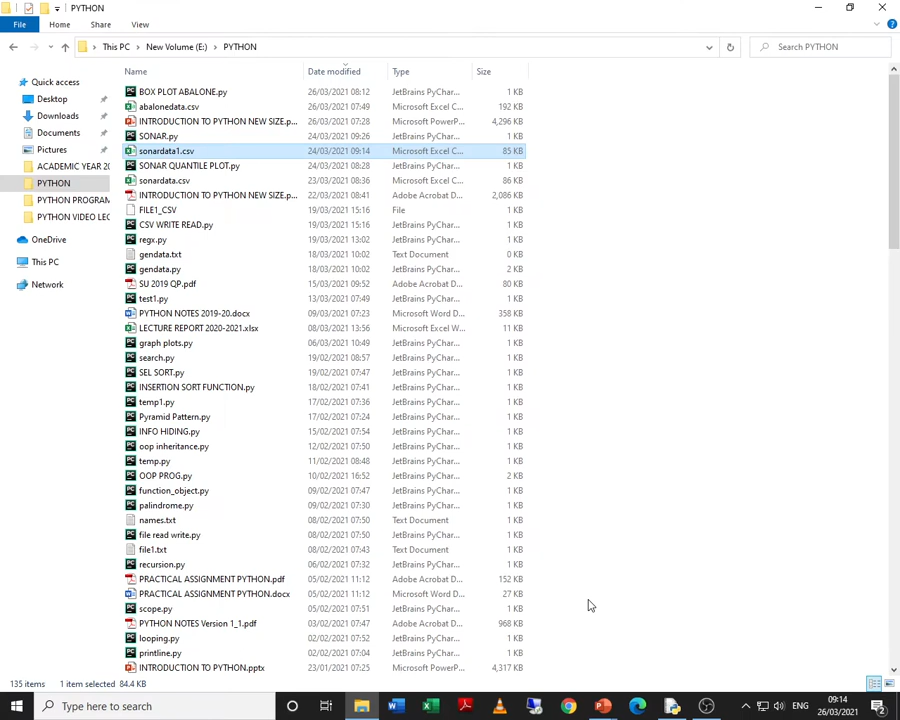 PYTHON
File Home Share View
This PC New Volume (E:) PYTHON
Search PYTHON
Name Date modified Type Size
Quick access
Desktop
Downloads
Documents
Pictures
ACADEMIC YEAR 20
PYTHON
PYTHON PROGRAM
PYTHON VIDEO LEC
OneDrive
This PC
Network
BOX PLOT ABALONE.py 26/03/2021 08:12 JetBrains PyChar... 1 KB
abalonedata.csv 26/03/2021 07:49 Microsoft Excel C... 192 KB
INTRODUCTION TO PYTHON NEW SIZE.p... 26/03/2021 07:28 Microsoft PowerP... 4,296 KB
SONAR.py 24/03/2021 09:26 JetBrains PyChar... 1 KB
sonardata1.csv 24/03/2021 09:14 Microsoft Excel C... 85 KB
SONAR QUANTILE PLOT.py 24/03/2021 08:28 JetBrains PyChar... 1 KB
sonardata.csv 23/03/2021 08:36 Microsoft Excel C... 86 KB
INTRODUCTION TO PYTHON NEW SIZE.p... 22/03/2021 08:41 Adobe Acrobat D... 2,086 KB
FILE1_CSV 19/03/2021 15:16 File 1 KB
CSV WRITE READ.py 19/03/2021 15:16 JetBrains PyChar... 1 KB
regx.py 19/03/2021 13:02 JetBrains PyChar... 1 KB
gendata.txt 18/03/2021 10:02 Text Document 0 KB
gendata.py 18/03/2021 10:02 JetBrains PyChar... 2 KB
SU 2019 QP.pdf 15/03/2021 09:52 Adobe Acrobat D... 80 KB
test1.py 13/03/2021 07:49 JetBrains PyChar... 1 KB
PYTHON NOTES 2019-20.docx 09/03/2021 07:23 Microsoft Word D... 358 KB
LECTURE REPORT 2020-2021.xlsx 08/03/2021 13:56 Microsoft Excel W... 11 KB
graph plots.py 06/03/2021 10:49 JetBrains PyChar... 1 KB
search.py 19/02/2021 08:57 JetBrains PyChar... 1 KB
SEL SORT.py 19/02/2021 07:47 JetBrains PyChar... 1 KB
INSERTION SORT FUNCTION.py 18/02/2021 07:41 JetBrains PyChar... 1 KB
temp1.py 17/02/2021 07:36 JetBrains PyChar... 1 KB
Pyramid Pattern.py 17/02/2021 07:24 JetBrains PyChar... 1 KB
INFO HIDING.py 15/02/2021 07:54 JetBrains PyChar... 1 KB
oop inheritance.py 12/02/2021 07:50 JetBrains PyChar... 1 KB
temp.py 11/02/2021 08:48 JetBrains PyChar... 1 KB
OOP PROG.py 10/02/2021 16:52 JetBrains PyChar... 2 KB
function_object.py 09/02/2021 07:47 JetBrains PyChar... 1 KB
palindrome.py 09/02/2021 07:30 JetBrains PyChar... 1 KB
names.txt 08/02/2021 07:50 Text Document 1 KB
file read write.py 08/02/2021 07:50 JetBrains PyChar... 1 KB
file1.txt 08/02/2021 07:43 Text Document 1 KB
recursion.py 06/02/2021 07:32 JetBrains PyChar... 1 KB
PRACTICAL ASSIGNMENT PYTHON.pdf 05/02/2021 11:12 Adobe Acrobat D... 152 KB
PRACTICAL ASSIGNMENT PYTHON.docx 05/02/2021 11:12 Microsoft Word D... 27 KB
scope.py 05/02/2021 07:51 JetBrains PyChar... 1 KB
PYTHON NOTES Version 1_1.pdf 03/02/2021 07:47 Adobe Acrobat D... 968 KB
looping.py 02/02/2021 07:52 JetBrains PyChar... 1 KB
printline.py 02/02/2021 07:04 JetBrains PyChar... 1 KB
INTRODUCTION TO PYTHON.pptx 23/01/2021 07:25 Microsoft PowerP... 4,317 KB
135 items 1 item selected 84.4 KB
Type here to search
ENG
09:14
26/03/2021
2